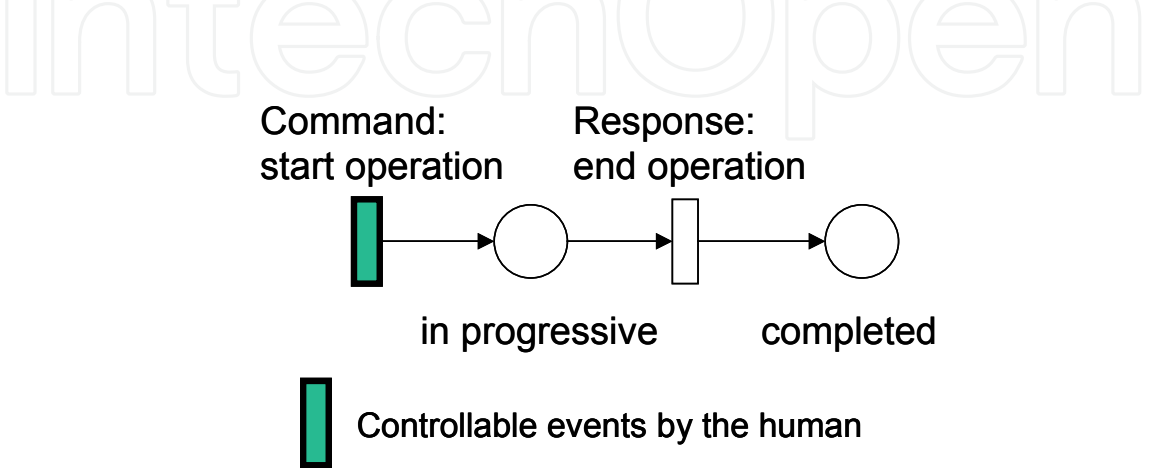 IntechOpen
Command:
start operation
Response:
end operation
in progressive
completed
Controllable events by the human